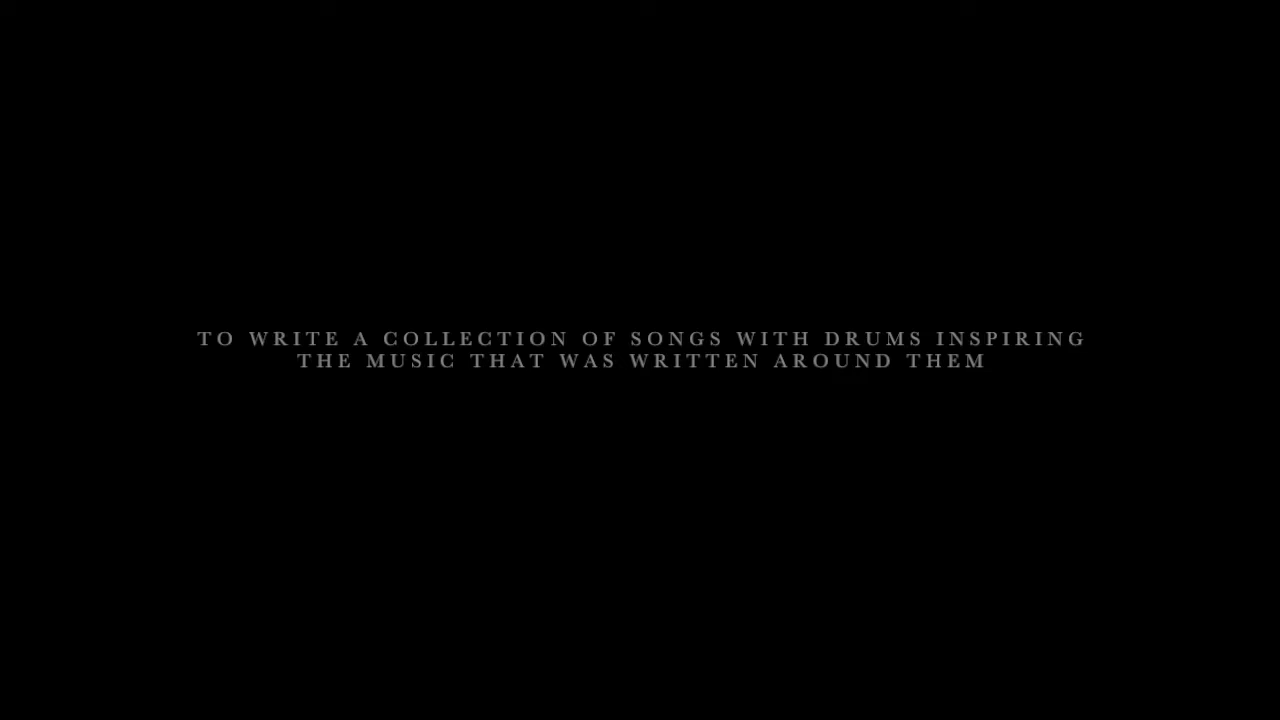 TO WRITE A COLLECTION OF SONGS WITH DRUMS INSPIRING
THE MUSIC THAT WAS WRITTEN AROUND THEM